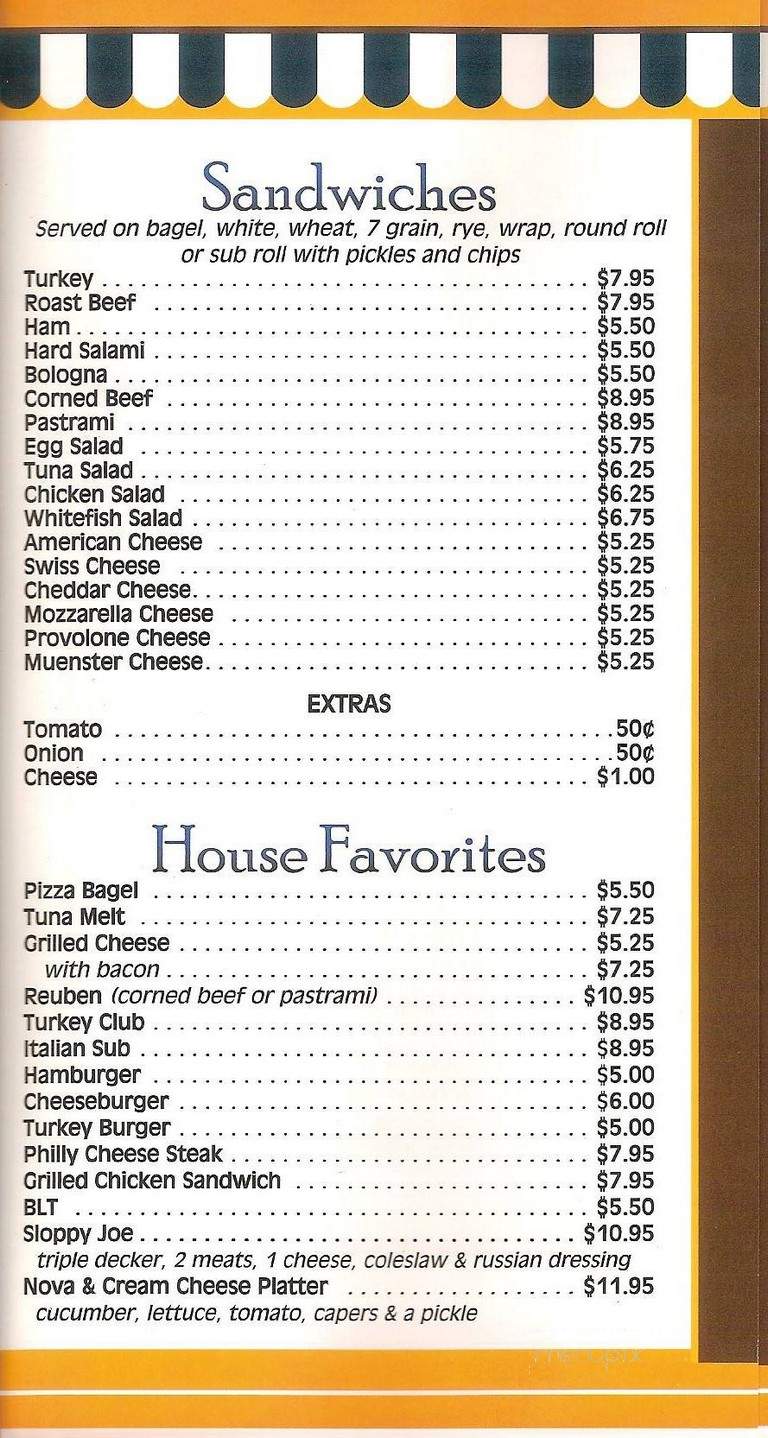 Sandwiches
Served on bagel, white, wheat, 7 grain, rye, wrap, round roll
or sub roll with pickles and chips
Turkey . . . . . . . . . . . . . . . . . . . . $7.95
Roast Beef . . . . . . . . . . . . . . . . . . . . $7.95
Ham . . . . . . . . . . . . . . . . . . . . $5.50
Hard Salami . . . . . . . . . . . . . . . . . . . . $5.50
Bologna . . . . . . . . . . . . . . . . . . . . $5.50
Corned Beef . . . . . . . . . . . . . . . . . . . . $8.95
Pastrami . . . . . . . . . . . . . . . . . . . . $8.95
Egg Salad . . . . . . . . . . . . . . . . . . . . $5.75
Tuna Salad . . . . . . . . . . . . . . . . . . . . $6.25
Chicken Salad . . . . . . . . . . . . . . . . . . . . $6.25
Whitefish Salad . . . . . . . . . . . . . . . . . . . . $6.75
American Cheese . . . . . . . . . . . . . . . . . . . . $5.25
Swiss Cheese . . . . . . . . . . . . . . . . . . . . $5.25
Cheddar Cheese. . . . . . . . . . . . . . . . . . . . $5.25
Mozzarella Cheese . . . . . . . . . . . . . . . . . . . . $5.25
Provolone Cheese . . . . . . . . . . . . . . . . . . . . $5.25
Muenster Cheese. . . . . . . . . . . . . . . . . . . . $5.25
EXTRAS
Tomato . . . . . . . . . . . . . . . . . . . . 50¢
Onion . . . . . . . . . . . . . . . . . . . . 50¢
Cheese . . . . . . . . . . . . . . . . . . . . $1.00
House Favorites
Pizza Bagel . . . . . . . . . . . . . . . . . . . . $5.50
Tuna Melt . . . . . . . . . . . . . . . . . . . . $7.25
Grilled Cheese . . . . . . . . . . . . . . . . . . . . $5.25
with bacon . . . . . . . . . . . . . . . . . . . . $7.25
Reuben (corned beef or pastrami) . . . . . . . . . . . . . . . $10.95
Turkey Club . . . . . . . . . . . . . . . . . . . . $8.95
Italian Sub . . . . . . . . . . . . . . . . . . . . $8.95
Hamburger . . . . . . . . . . . . . . . . . . . . $5.00
Cheeseburger . . . . . . . . . . . . . . . . . . . . $6.00
Turkey Burger . . . . . . . . . . . . . . . . . . . . $5.00
Philly Cheese Steak . . . . . . . . . . . . . . . . . . . . $7.95
Grilled Chicken Sandwich . . . . . . . . . . . . . . . . . . . . $7.95
BLT . . . . . . . . . . . . . . . . . . . . $5.50
Sloppy Joe . . . . . . . . . . . . . . . . . . . . $10.95
triple decker, 2 meats, 1 cheese, coleslaw & russian dressing
Nova & Cream Cheese Platter . . . . . . . . . . . . . . . . . . $11.95
cucumber, lettuce, tomato, capers & a pickle